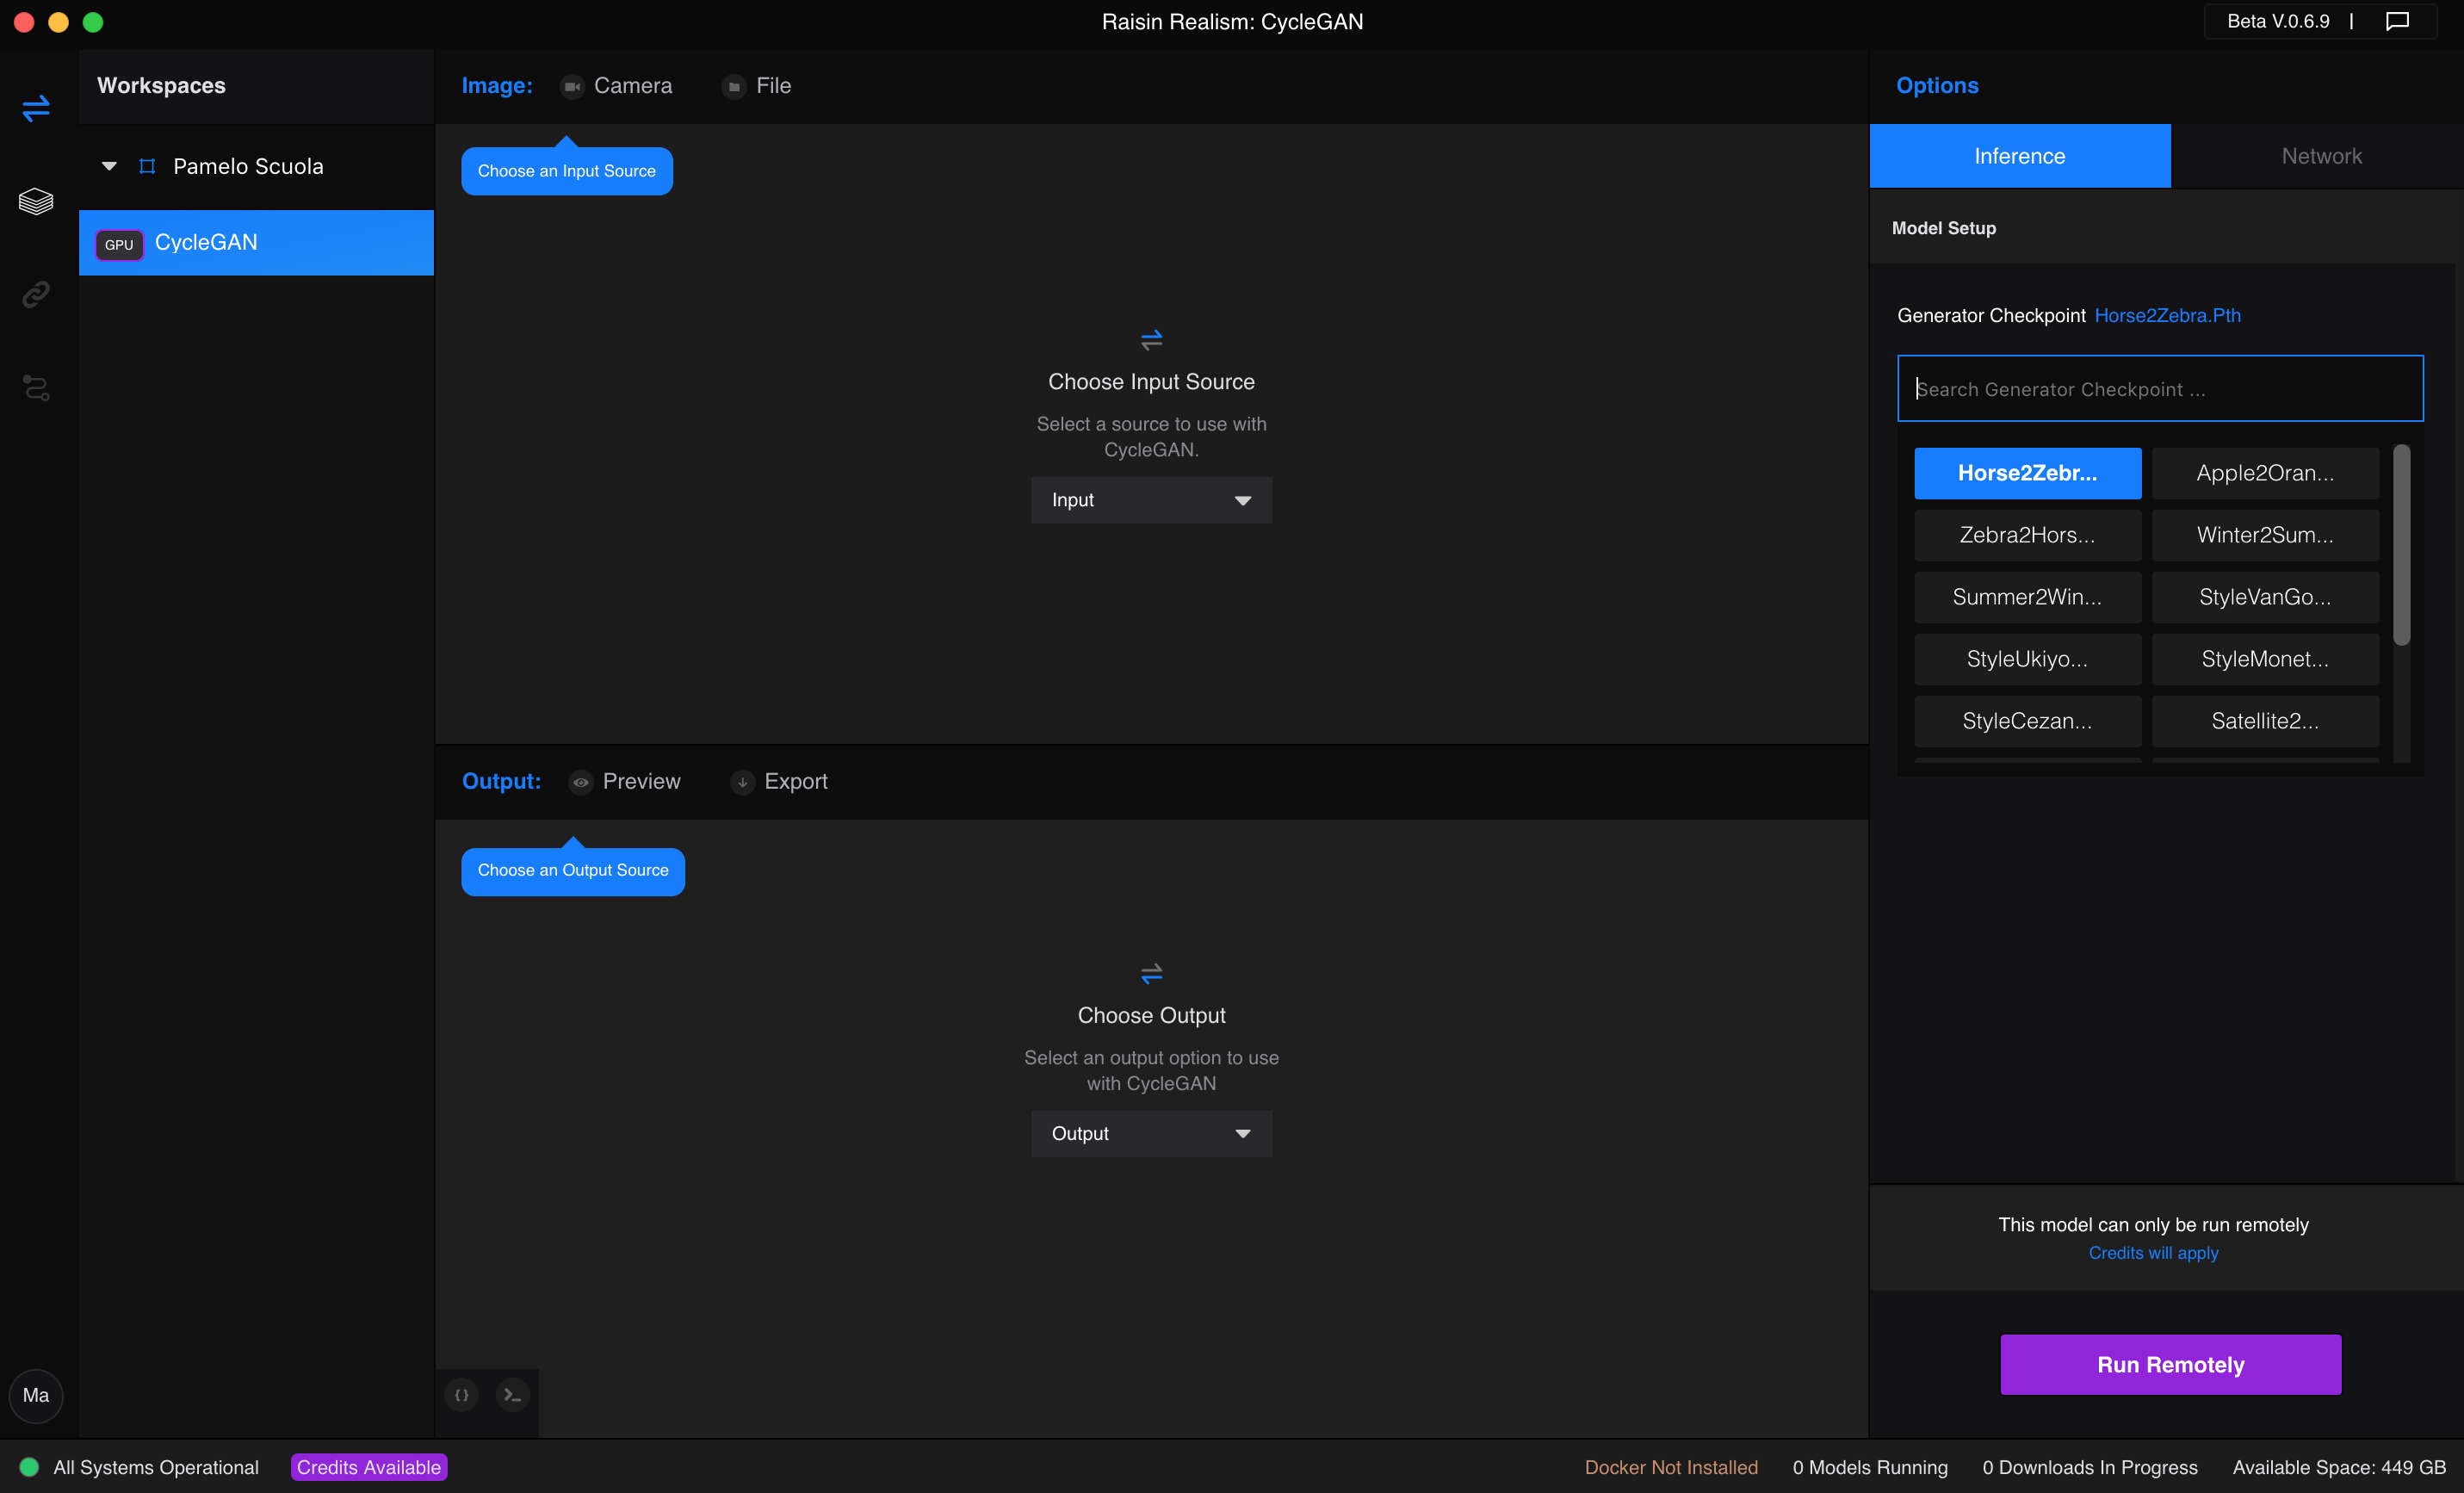 Raisin Realism: CycleGAN
Beta V.0.6.9 |
Workspaces
Pamelo Scuola
GPU CycleGAN
Image: Camera File
Choose an Input Source
Choose Input Source
Select a source to use with
CycleGAN.
Input
Output: Preview Export
Choose an Output Source
Choose Output
Select an output option to use
with CycleGAN
Output
Options
Inference Network
Model Setup
Generator Checkpoint Horse2Zebra.Pth
Search Generator Checkpoint ...
Horse2Zebr... Apple2Oran...
Zebra2Hors... Winter2Sum...
Summer2Win... StyleVanGo...
StyleUkiyo... StyleMonet...
StyleCezan... Satellite2...
This model can only be run remotely
Credits will apply
Run Remotely
Ma
All Systems Operational Credits Available Docker Not Installed 0 Models Running 0 Downloads In Progress Available Space: 449 GB